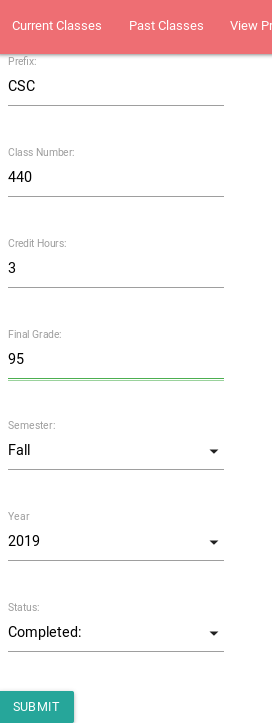 Current Classes Past Classes View
Prefix:
CSC
Class Number:
440
Credit Hours:
3
Final Grade:
95
Semester:
Fall
Year
2019
Status:
Completed:
SUBMIT